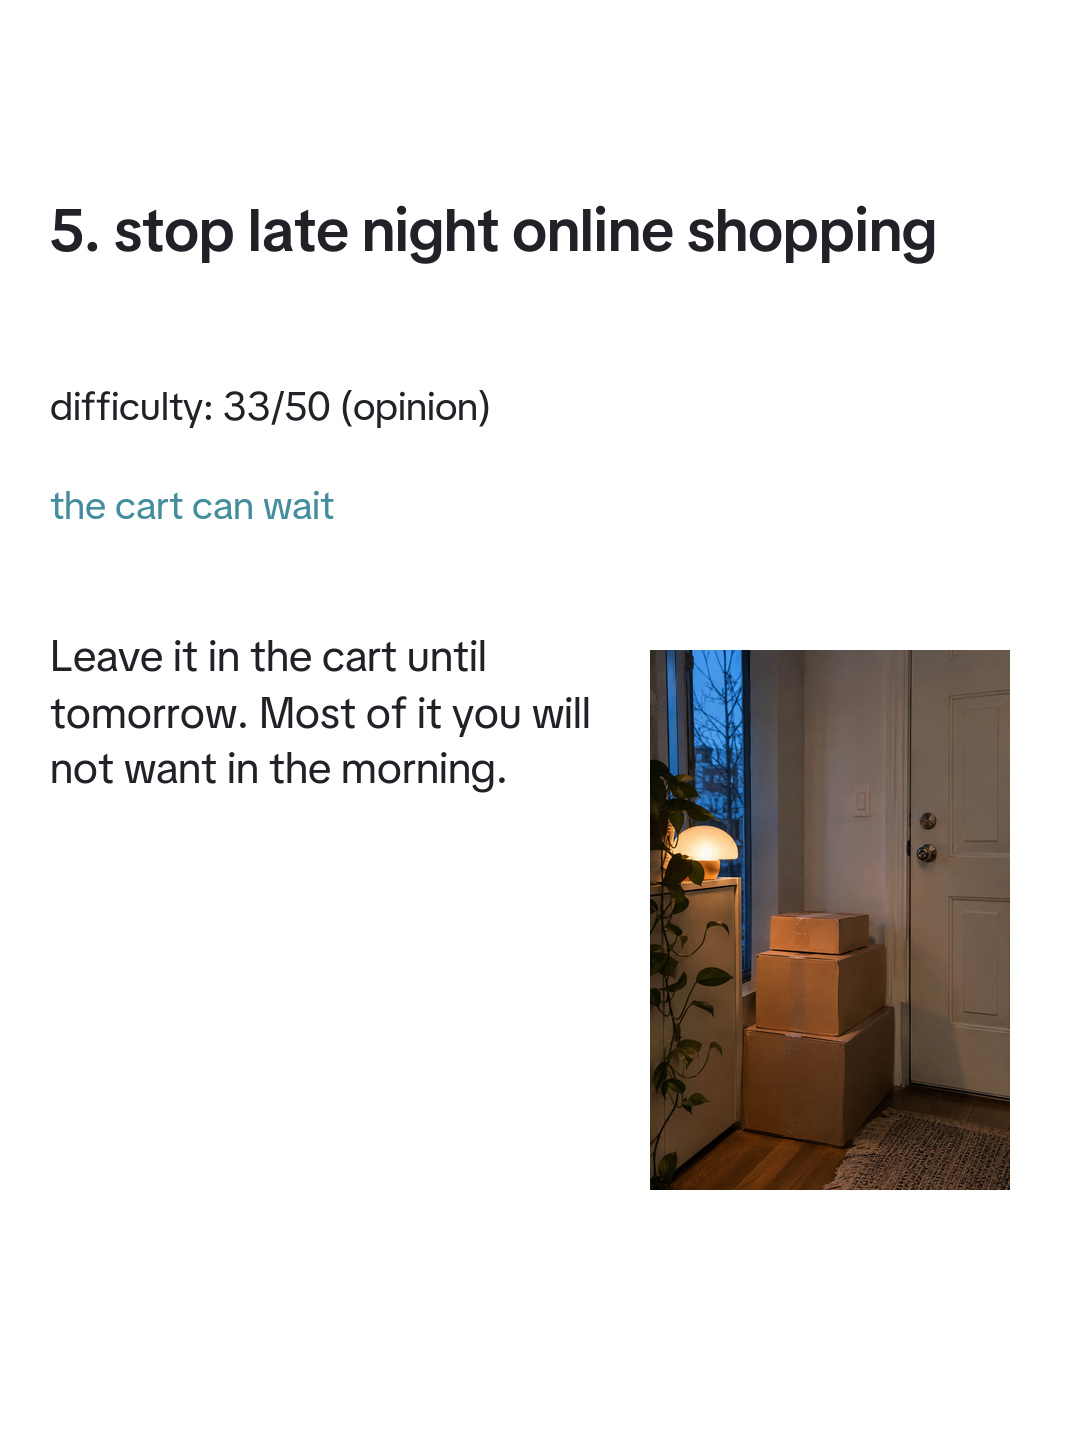 5. stop late night online shopping
difficulty: 33/50 (opinion)
the cart can wait
Leave it in the cart until
tomorrow. Most of it you will
not want in the morning.